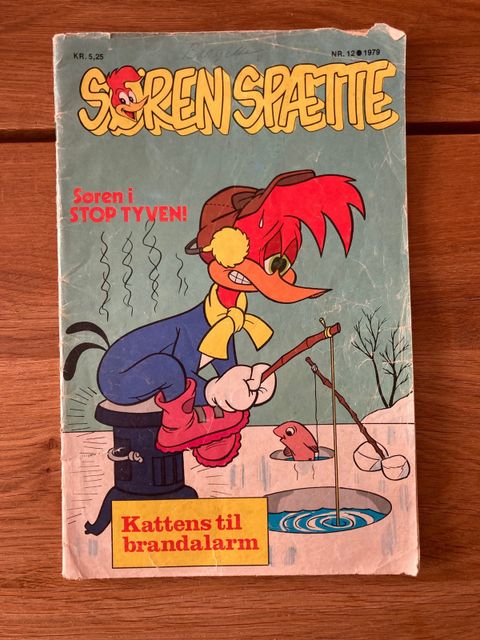 KR. 5,25
NR. 12 • 1979
SØREN SPÆTTE
Søren i
STOP TYVEN!
Kattens til
brandalarm